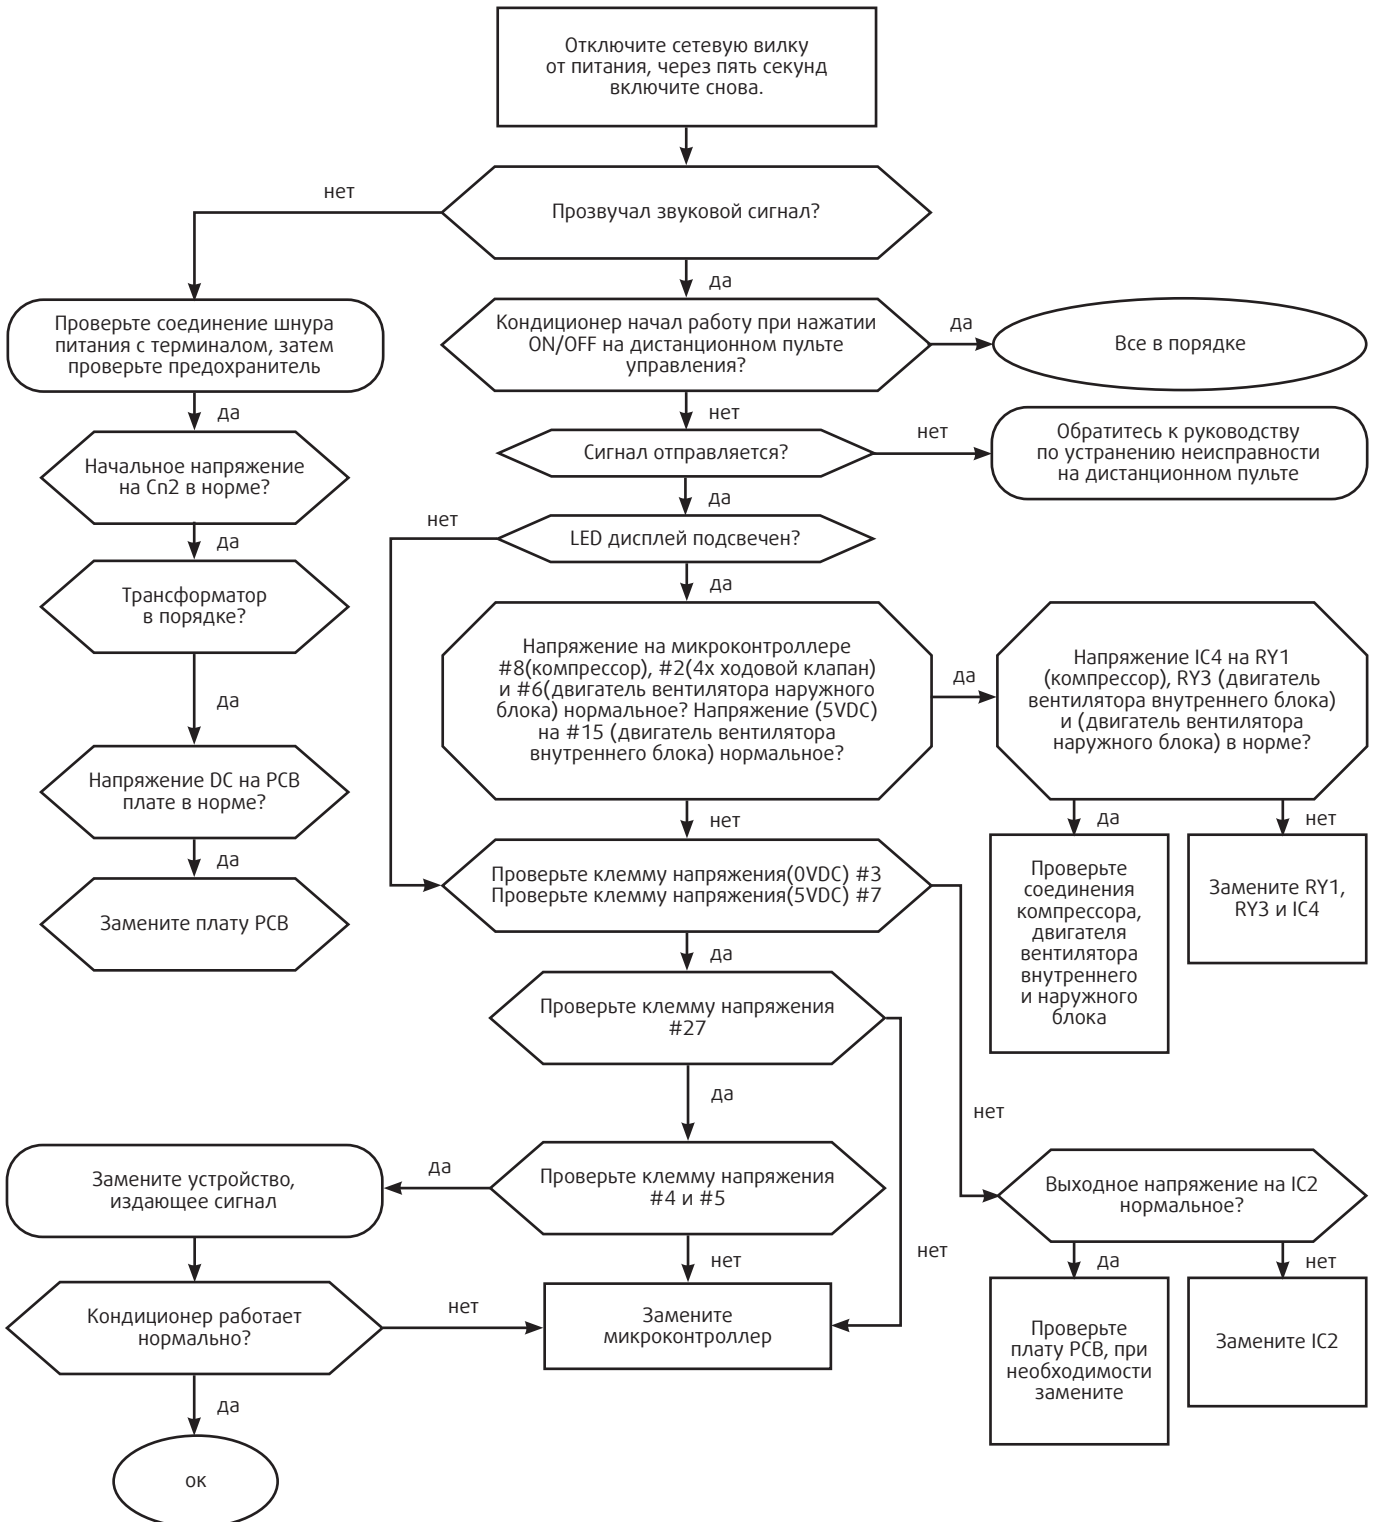 Отключите сетевую вилку
от питания, через пять секунд
включите снова.
нет
Прозвучал звуковой сигнал?
да
Проверьте соединение шнура
питания с терминалом, затем
проверьте предохранитель
Кондиционер начал работу при нажатии
ON/OFF на дистанционном пульте
управления?
да
Все в порядке
да
нет
Начальное напряжение
на Cn2 в норме?
Сигнал отправляется?
нет
Обратитесь к руководству
по устранению неисправности
на дистанционном пульте
да
нет
LED дисплей подсвечен?
да
да
Трансформатор
в порядке?
Напряжение на микроконтроллере
#8(компрессор), #2(4х ходовой клапан)
и #6(двигатель вентилятора наружного
блока) нормальное? Напряжение (5VDC)
на #15 (двигатель вентилятора
внутреннего блока) нормальное?
да
Напряжение IC4 на RY1
(компрессор), RY3 (двигатель
вентилятора внутреннего блока)
и (двигатель вентилятора
наружного блока) в норме?
да
Напряжение DC на PCB
плате в норме?
нет
да
нет
да
Проверьте клемму напряжения(0VDC) #3
Проверьте клемму напряжения(5VDC) #7
Проверьте
соединения
компрессора,
двигателя
вентилятора
внутреннего
и наружного
блока
Замените RY1,
RY3 и IC4
Замените плату PCB
да
Проверьте клемму напряжения
#27
да
нет
Замените устройство,
издающее сигнал
да
Проверьте клемму напряжения
#4 и #5
Выходное напряжение на IC2
нормальное?
нет
нет
да
нет
Кондиционер работает
нормально?
нет
Замените
микроконтроллер
Проверьте
плату PCB, при
необходимости
замените
Замените IC2
да
ок